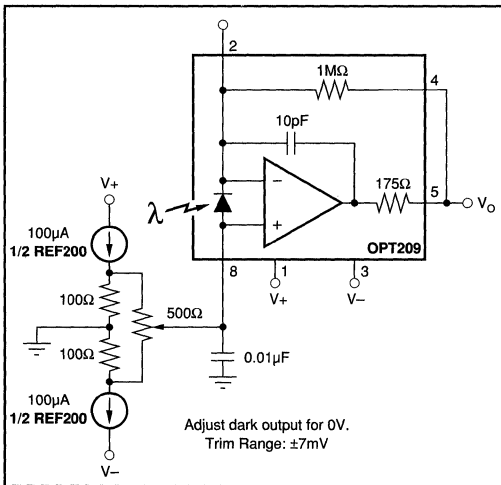 2
1MΩ
4
10pF
V+
λ
−
175Ω
5
V_O
100µA
1/2 REF200
+
OPT209
8
1
3
100Ω
500Ω
V+
V–
100Ω
0.01µF
100µA
1/2 REF200
Adjust dark output for 0V.
Trim Range: ±7mV
V–